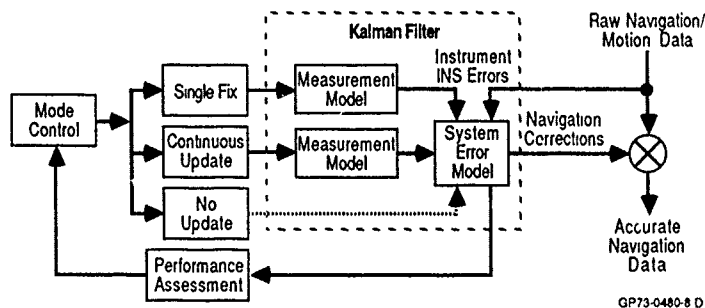 Kalman Filter
Raw Navigation/
Motion Data
Mode
Control
Single Fix
Measurement
Model
Instrument
INS Errors
Continuous
Update
Measurement
Model
System
Error
Model
Navigation
Corrections
No
Update
Performance
Assessment
Accurate
Navigation
Data
GP73-0480-8 D